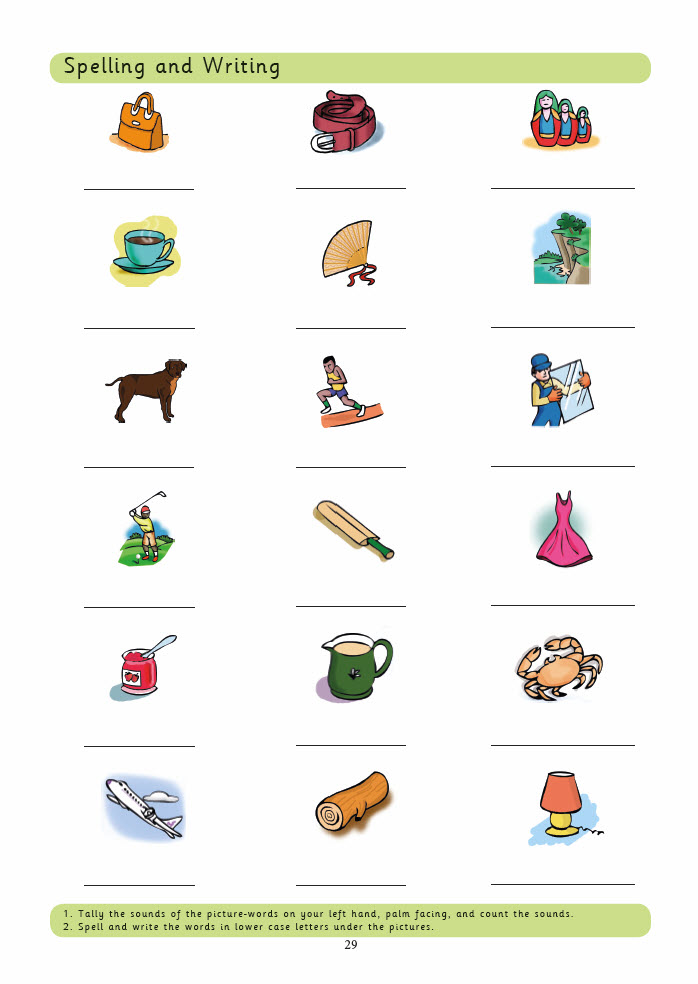 Spelling and Writing
1. Tally the sounds of the picture-words on your left hand, palm facing, and count the sounds.
2. Spell and write the words in lower case letters under the pictures.
29